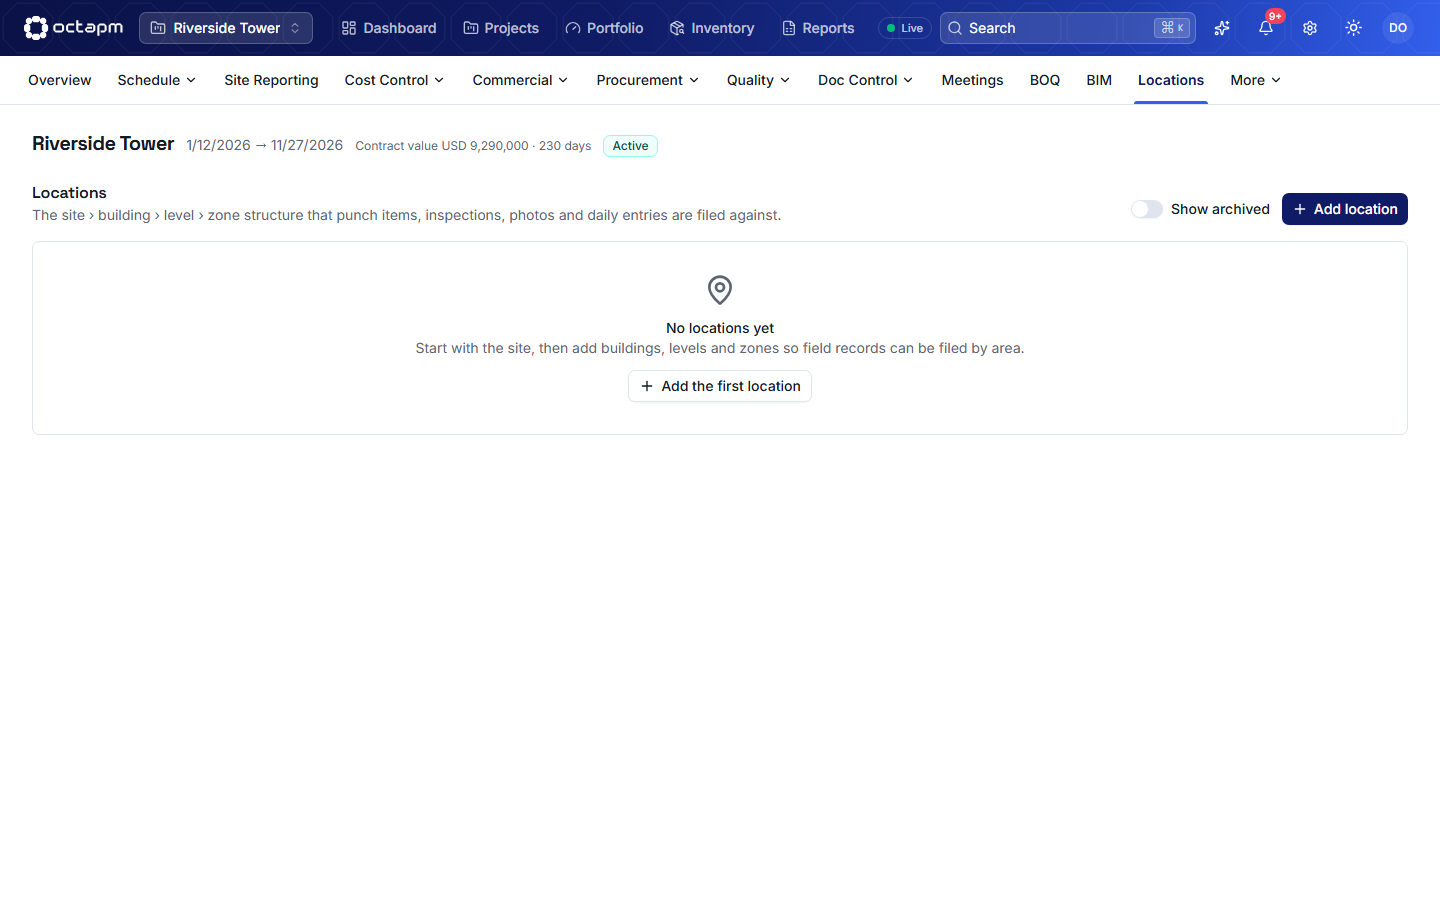 octapm Riverside Tower Dashboard Projects Portfolio Inventory Reports Live Search ⌘ K 9+ DO
Overview Schedule Site Reporting Cost Control Commercial Procurement Quality Doc Control Meetings BOQ BIM Locations More
Riverside Tower 1/12/2026 → 11/27/2026 Contract value USD 9,290,000 · 230 days Active
Locations
The site › building › level › zone structure that punch items, inspections, photos and daily entries are filed against.
Show archived + Add location
No locations yet
Start with the site, then add buildings, levels and zones so field records can be filed by area.
+ Add the first location